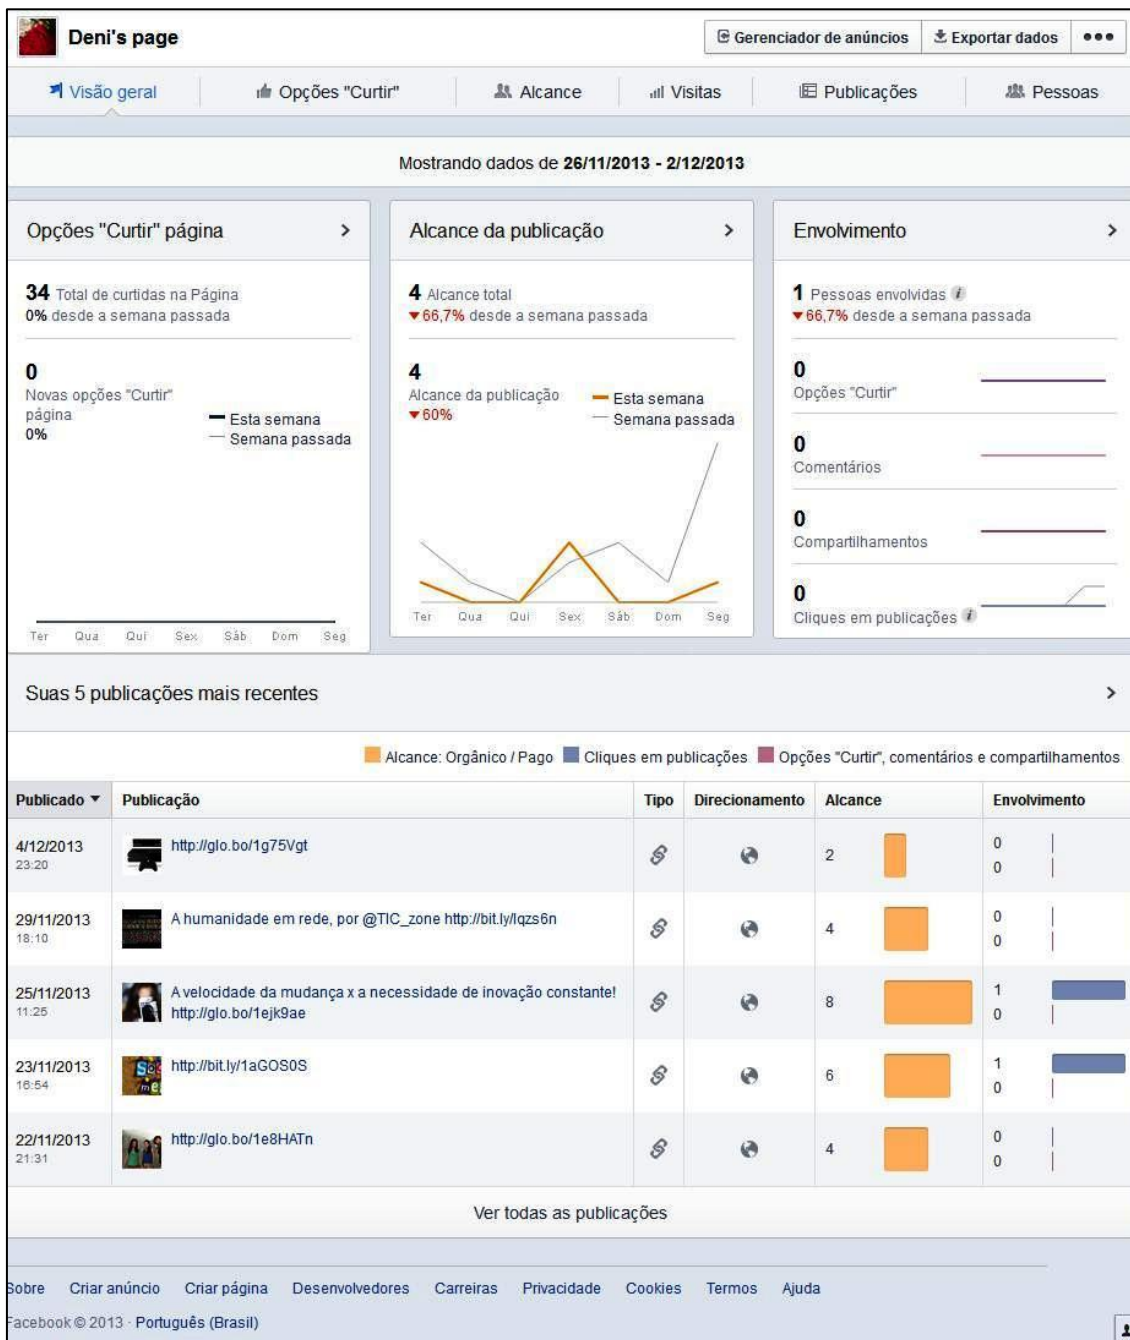 Deni's page
Gerenciador de anúncios
Exportar dados
Visão geral
Opções "Curtir"
Alcance
Visitas
Publicações
Pessoas
Mostrando dados de 26/11/2013 - 2/12/2013
Opções "Curtir" página
34 Total de curtidas na Página
0% desde a semana passada
0
Novas opções "Curtir"
página
0%
Esta semana
Semana passada
Ter Qua Qui Sex Sáb Dom Seg
Alcance da publicação
4 Alcance total
▼66,7% desde a semana passada
4
Alcance da publicação
▼60%
Esta semana
Semana passada
Ter Qua Qui Sex Sáb Dom Seg
Envolvimento
1 Pessoas envolvidas i
▼66,7% desde a semana passada
0
Opções "Curtir"
0
Comentários
0
Compartilhamentos
0
Cliques em publicações i
Suas 5 publicações mais recentes
Alcance: Orgânico / Pago Cliques em publicações Opções "Curtir", comentários e compartilhamentos
Publicado ▼ Publicação Tipo Direcionamento Alcance Envolvimento
4/12/2013
23:20
http://glo.bo/1g75Vgt
2
0
0
29/11/2013
18:10
A humanidade em rede, por @TIC_zone http://bit.ly/Iqzs6n
4
0
0
25/11/2013
11:25
A velocidade da mudança x a necessidade de inovação constante!
http://glo.bo/1ejk9ae
8
1
0
23/11/2013
16:54
http://bit.ly/1aGOS0S
6
1
0
22/11/2013
21:31
http://glo.bo/1e8HATn
4
0
0
Ver todas as publicações
Sobre Criar anúncio Criar página Desenvolvedores Carreiras Privacidade Cookies Termos Ajuda
Facebook © 2013 · Português (Brasil)